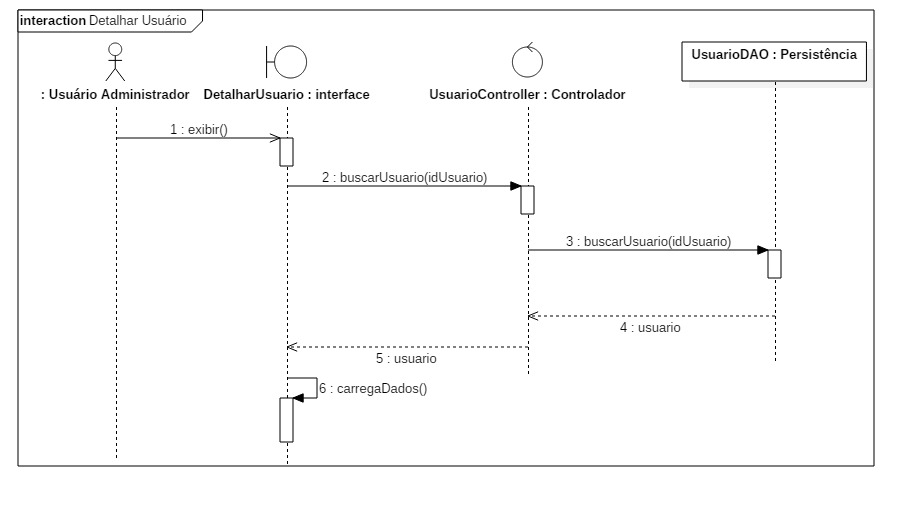 interaction Detalhar Usuário
: Usuário Administrador
DetalharUsuario : interface
UsuarioController : Controlador
UsuarioDAO : Persistência
1 : exibir()
2 : buscarUsuario(idUsuario)
3 : buscarUsuario(idUsuario)
4 : usuario
5 : usuario
6 : carregaDados()